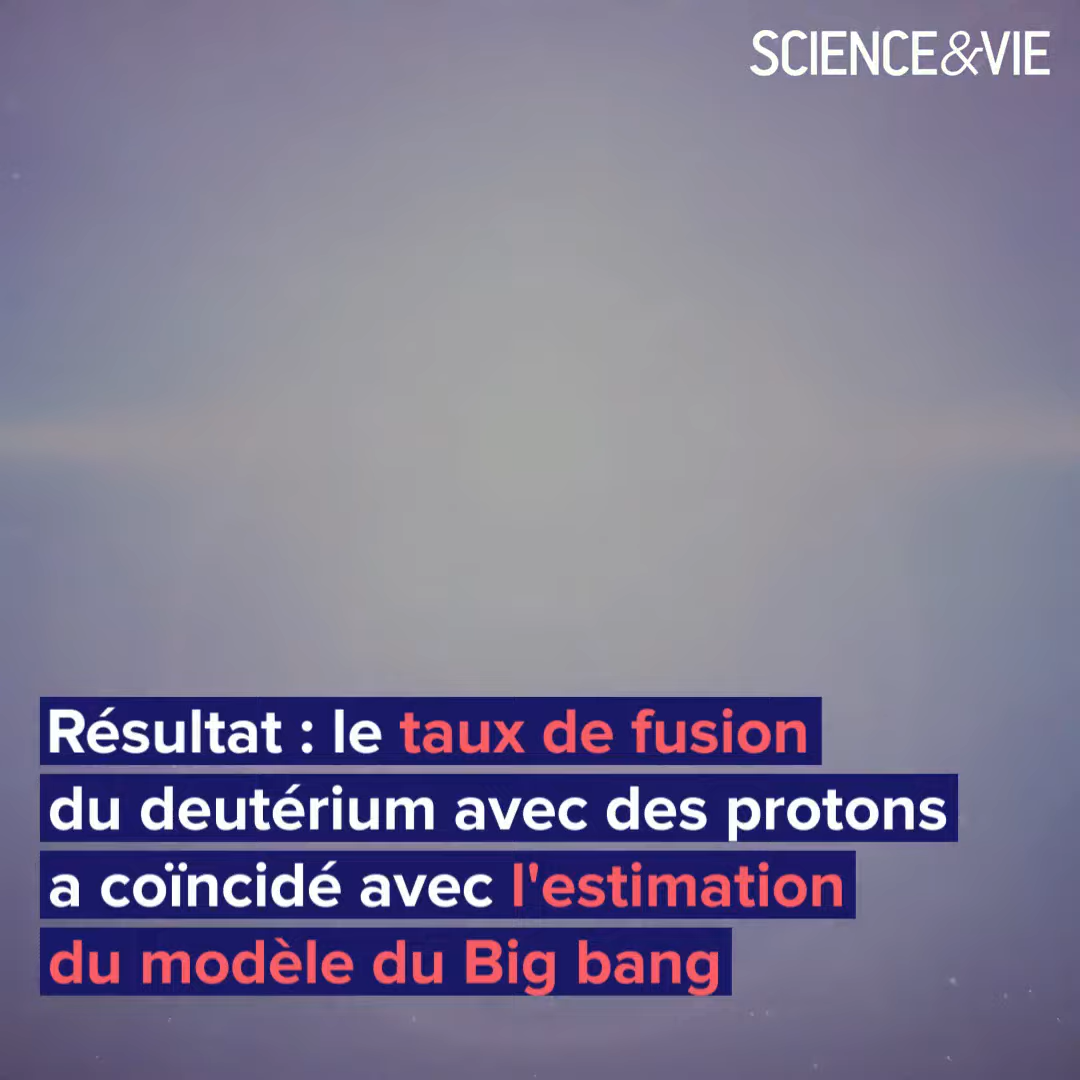 SCIENCE&VIE
Résultat : le taux de fusion
du deutérium avec des protons
a coïncidé avec l'estimation
du modèle du Big bang